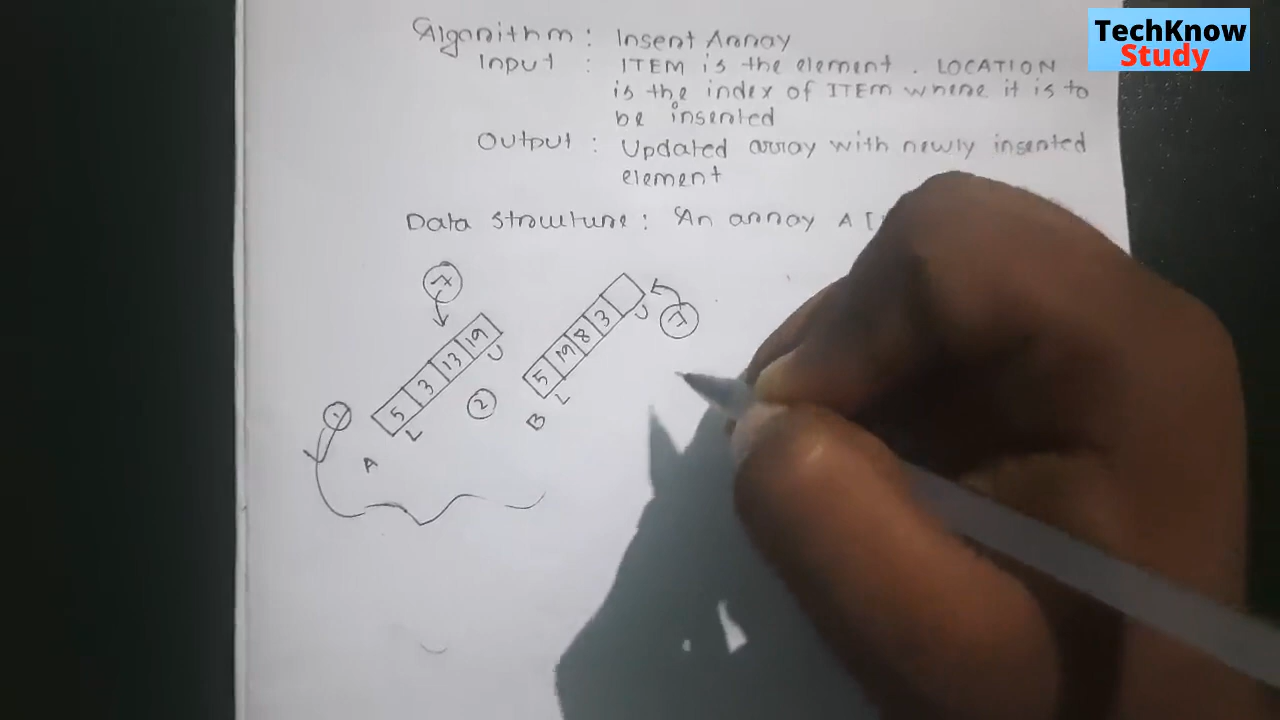 TechKnow
Study
Algorithm : Insert Array
Input : ITEM is the element . LOCATION
is the index of ITEM where it is to
be inserted
Output : Updated array with newly inserted
element
Data Structure : An array A [
7
5 3 13 19
L U
1
A
2
5 19 8 3
L U
7
B